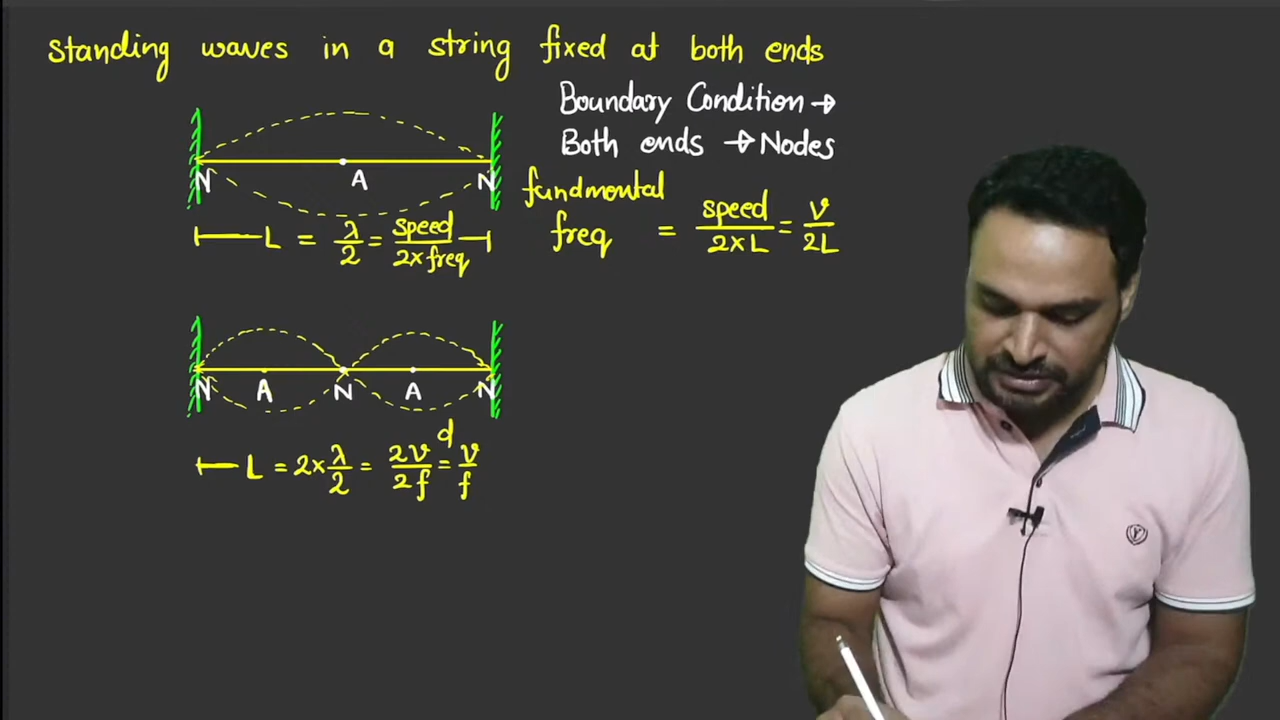 standing waves in a string fixed at both ends
Boundary Condition →
Both ends → Nodes
N A N
fundmental
freq = speed/2×L = v/2L
L = λ/2 = speed/2×freq
N A N A N
d
L = 2×λ/2 = 2v/2f = v/f